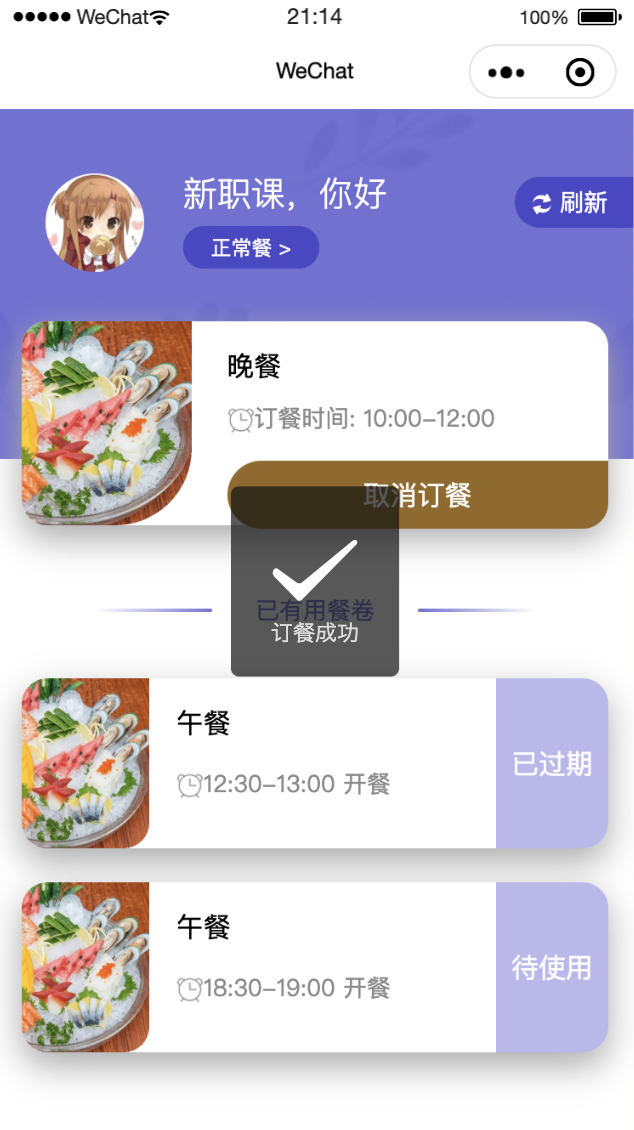 WeChat
21:14
100%
WeChat
新职课，你好
刷新
正常餐 >
晚餐
订餐时间: 10:00-12:00
取消订餐
已有用餐卷
订餐成功
午餐
12:30-13:00 开餐
已过期
午餐
18:30-19:00 开餐
待使用